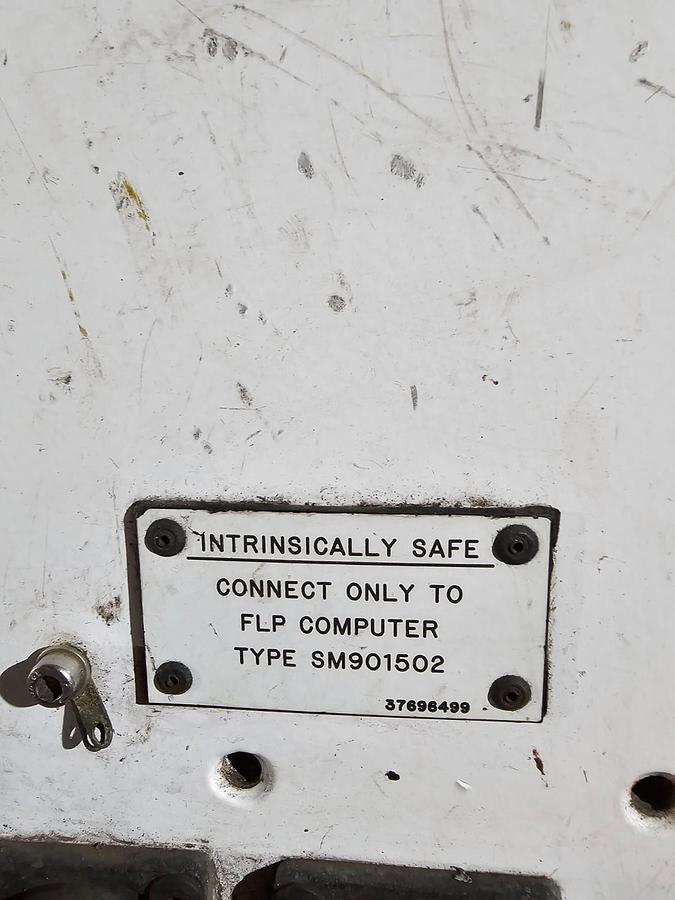 INTRINSICALLY SAFE
CONNECT ONLY TO
FLP COMPUTER
TYPE SM901502
37696499